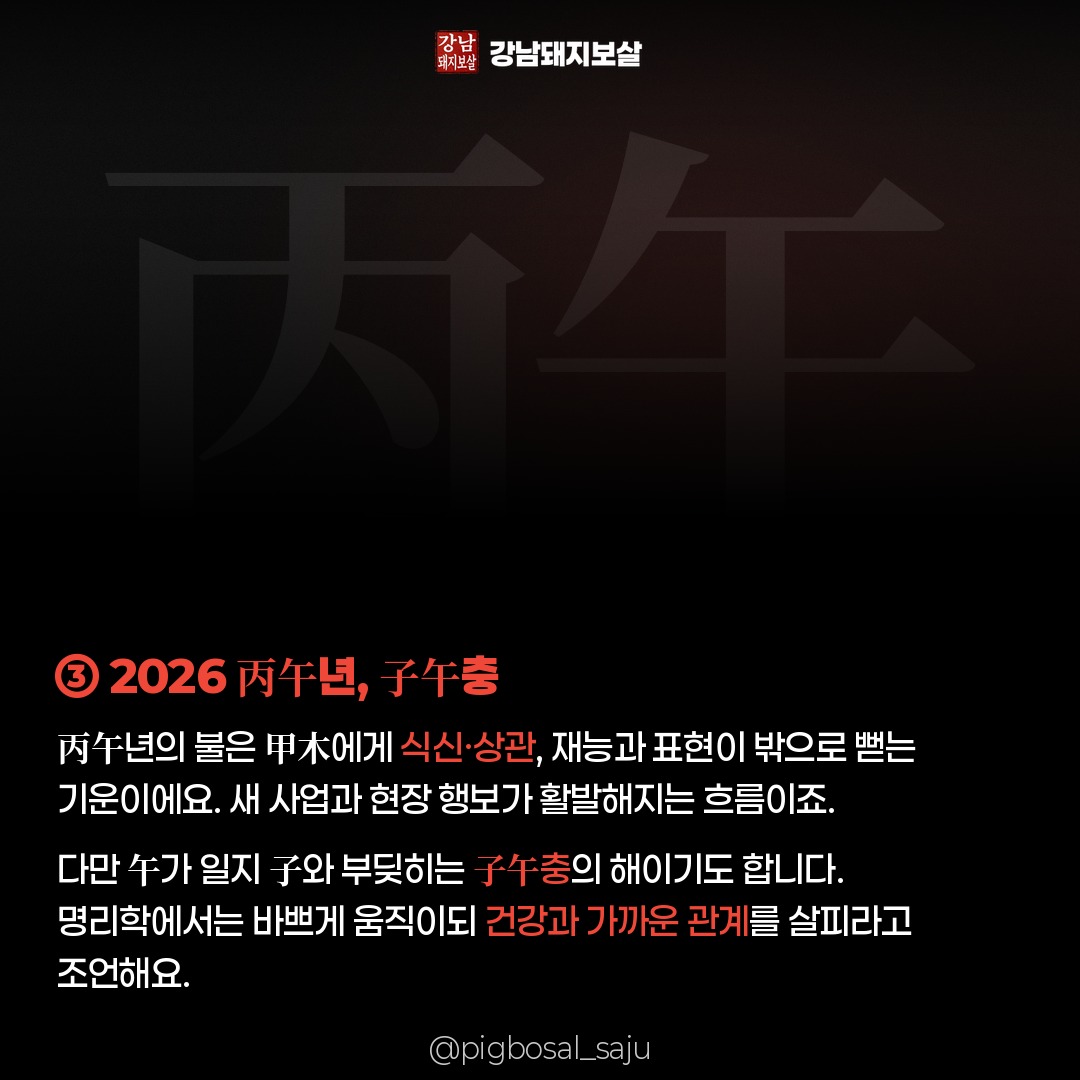 강남
돼지보살
강남돼지보살
丙午
③ 2026 丙午년, 子午충
丙午년의 불은 甲木에게 식신·상관, 재능과 표현이 밖으로 뻗는
기운이에요. 새 사업과 현장 행보가 활발해지는 흐름이죠.
다만 午가 일지 子와 부딪히는 子午충의 해이기도 합니다.
명리학에서는 바쁘게 움직이되 건강과 가까운 관계를 살피라고
조언해요.
@pigbosal_saju